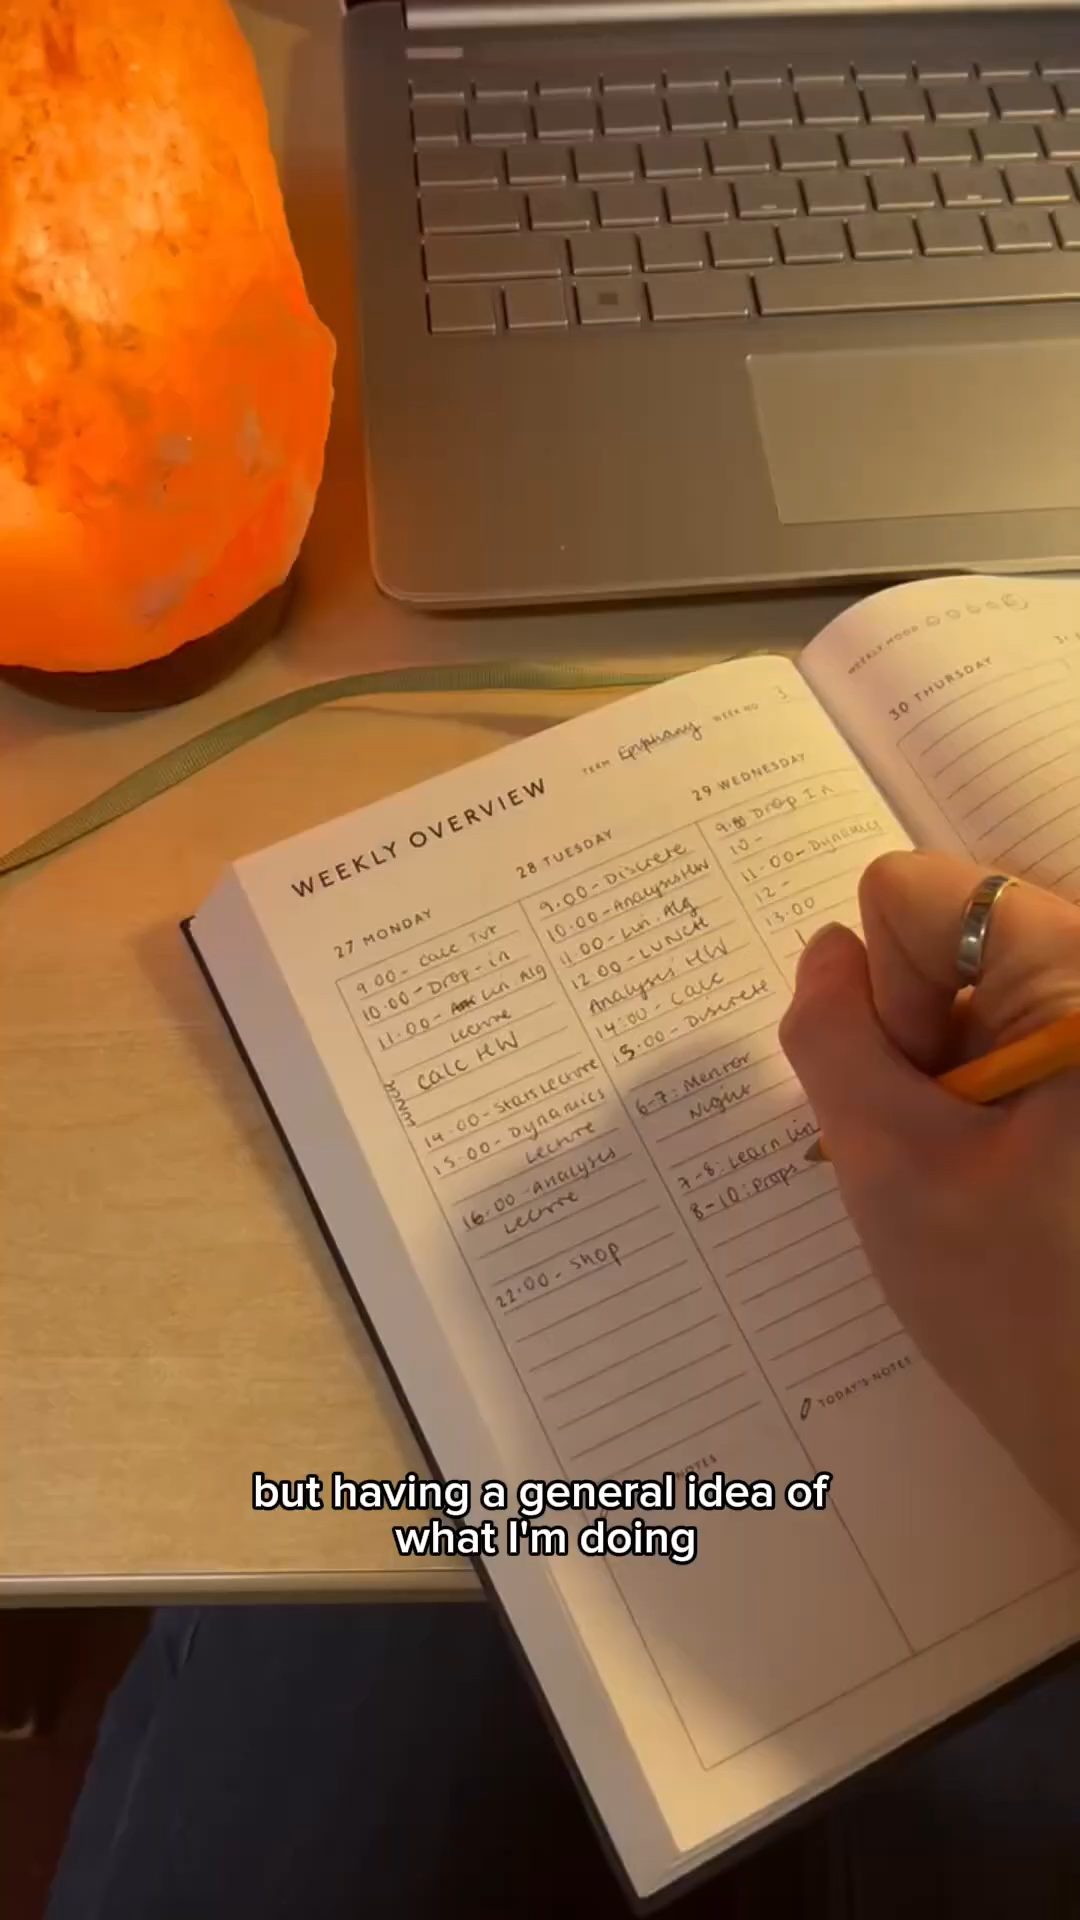 WEEKLY OVERVIEW
TERM Epiphany WEEK NO 3
27 MONDAY
9.00 - Calc Tut
10.00 - Drop-in
11.00 - Lin Alg
Lecture
Calc HW
LUNCH
14.00 - Stats Lecture
15.00 - Dynamics
Lecture
16.00 - Analysis
Lecture
22.00 - Shop
NOTES
28 TUESDAY
9.00 - Discrete
10.00 - Analysis HW
11.00 - Lin. Alg
12.00 - LUNCH
Analysis HW
14:00 - Calc
15.00 - Discrete
6-7: Mentor
Night
7-8: Learn Lin
8-10: Props
TODAY'S NOTES
29 WEDNESDAY
9.00 Drop In
10 -
11.00 - Dynamics
12 -
13.00
WEEKLY MOOD
30 THURSDAY
31
but having a general idea of
what I'm doing